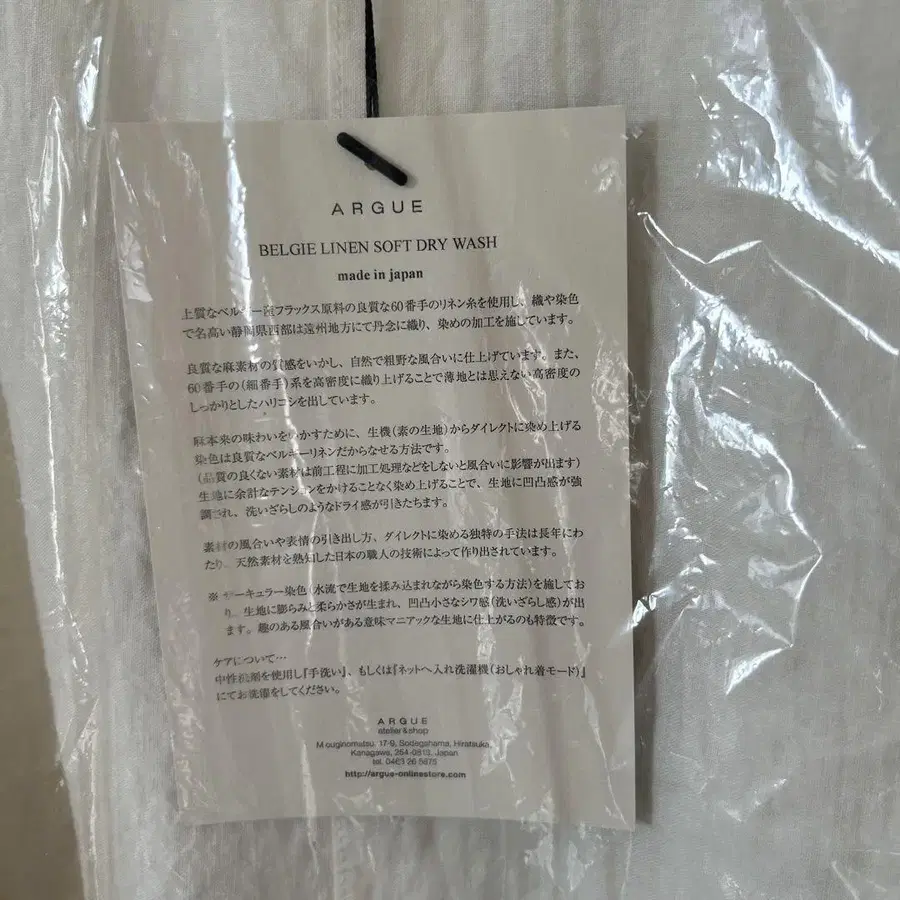 ARGUE
BELGIE LINEN SOFT DRY WASH
made in japan
上質なベルギー産フラックス原料の良質な60番手のリネン糸を使用し、織や染色
で名高い静岡県西部は遠州地方にて丹念に織り、染めの加工を施しています。
良質な麻素材の質感をいかし、自然で粗野な風合いに仕上げています。また、
60番手の(細番手)糸を高密度に織り上げることで薄地とは思えない高密度の
しっかりとしたハリコシを出しています。
麻本来の味わいをいかすために、生機(素の生地)からダイレクトに染め上げる
染色は良質なベルギーリネンだからなせる方法です。
(品質の良くない素材は前工程に加工処理などをしないと風合いに影響が出ます)
生地に余計なテンションをかけることなく染め上げることで、生地に凹凸感が強
調され、洗いざらしのようなドライ感が引きたちます。
素材の風合いや表情の引き出し方、ダイレクトに染める独特の手法は長年にわ
たり、天然素材を熟知した日本の職人の技術によって作り出されています。
※ サーキュラー染色(水流で生地を揉み込まれながら染色する方法)を施してお
り、生地に膨らみと柔らかさが生まれ、凹凸小さなシワ感(洗いざらし感)が出
ます。趣のある風合いがある意味マニアックな生地に仕上がるのも特徴です。
ケアについて…
中性洗剤を使用し『手洗い』、もしくは『ネットへ入れ洗濯機(おしゃれ着モード)』
にてお洗濯をしてください。
ARGUE
atelier&shop
M ouginomatsu. 17-9, Sodegahama, Hiratsuka,
Kanagawa, 254-0813, Japan
tel. 0463 26 5675
http://argue-onlinestore.com